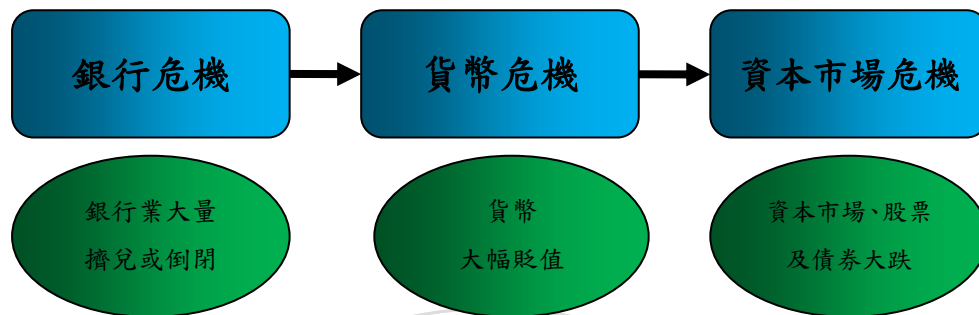 銀行危機
貨幣危機
資本市場危機
銀行業大量
擠兌或倒閉
貨幣
大幅貶值
資本市場、股票
及債券大跌